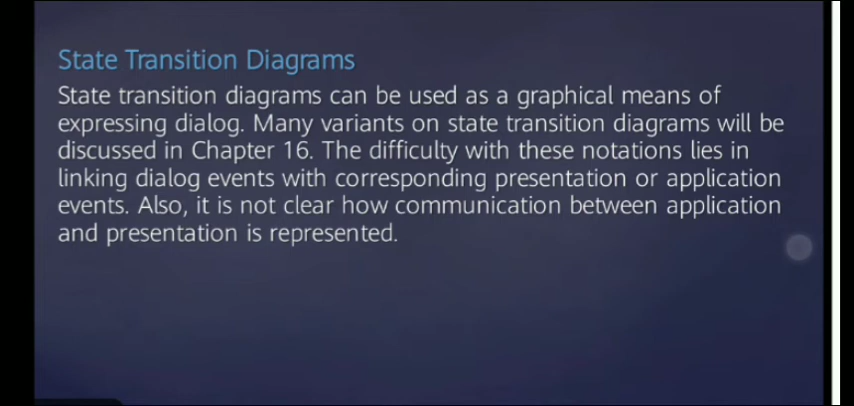 State Transition Diagrams
State transition diagrams can be used as a graphical means of
expressing dialog. Many variants on state transition diagrams will be
discussed in Chapter 16. The difficulty with these notations lies in
linking dialog events with corresponding presentation or application
events. Also, it is not clear how communication between application
and presentation is represented.